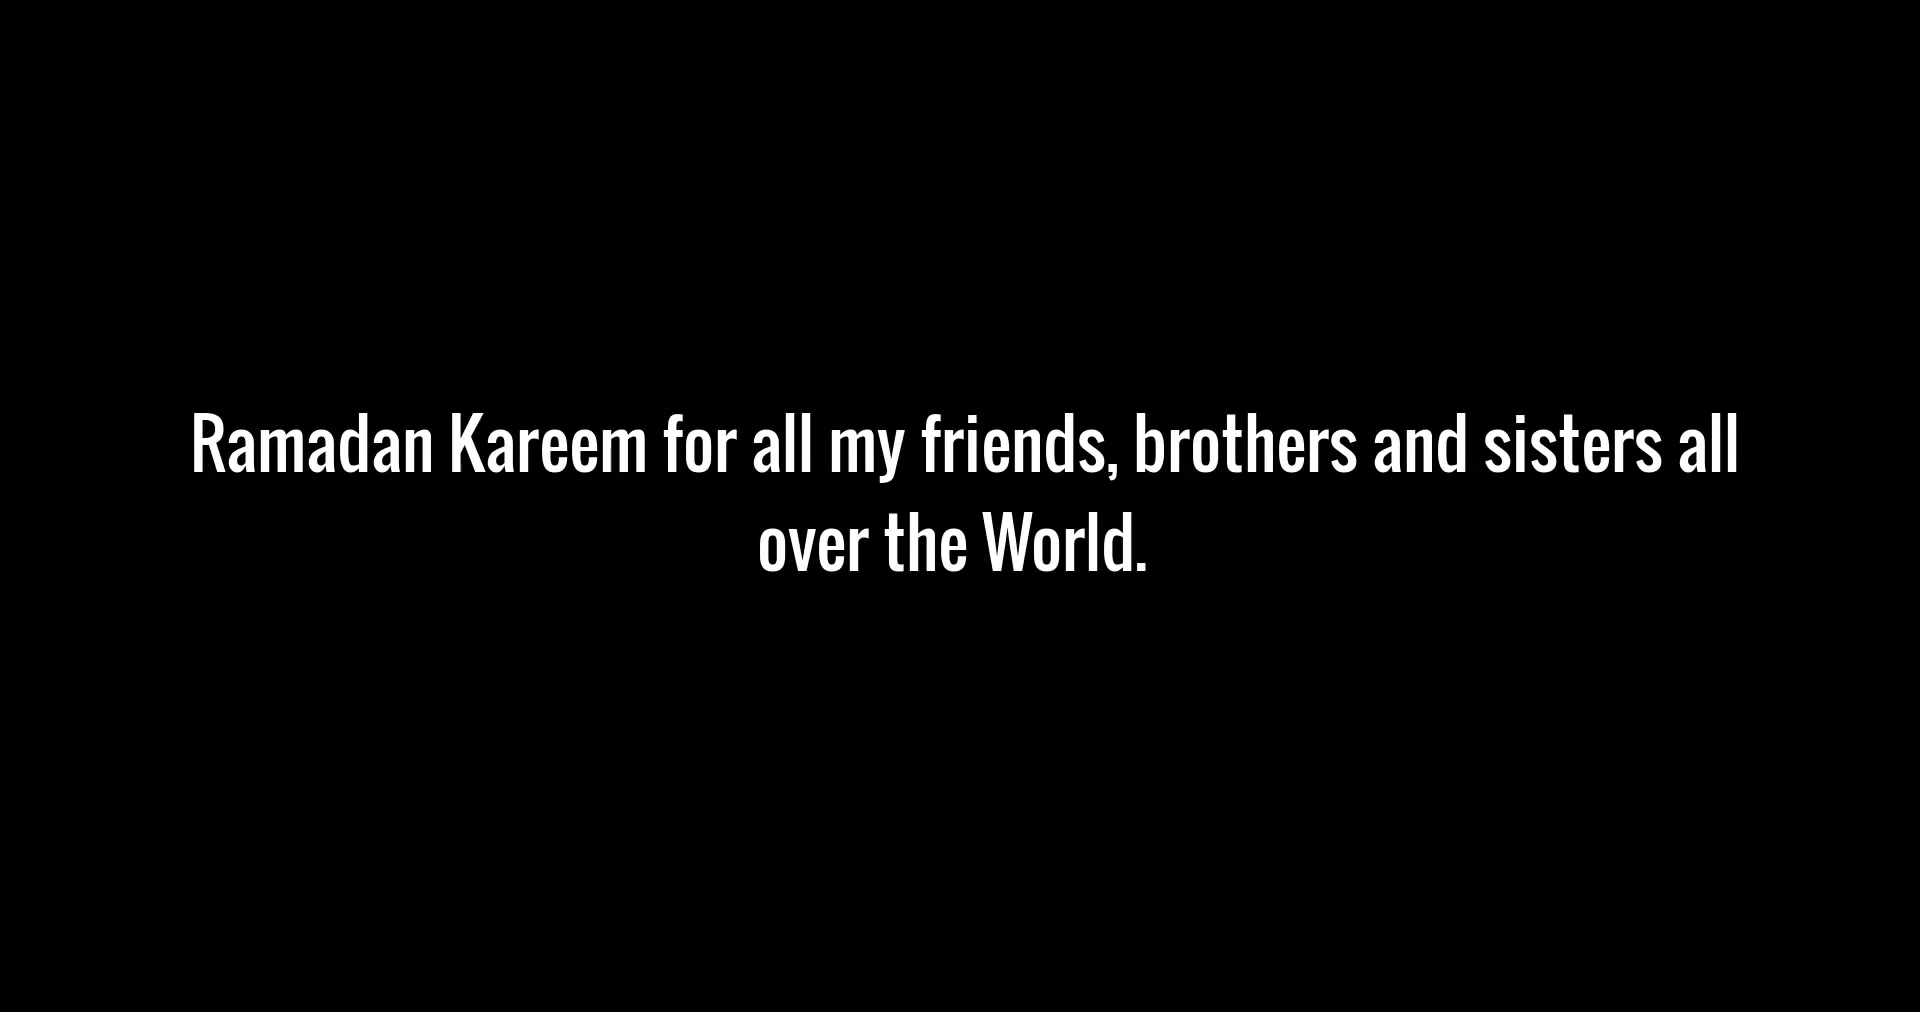 Ramadan Kareem for all my friends, brothers and sisters all
over the World.